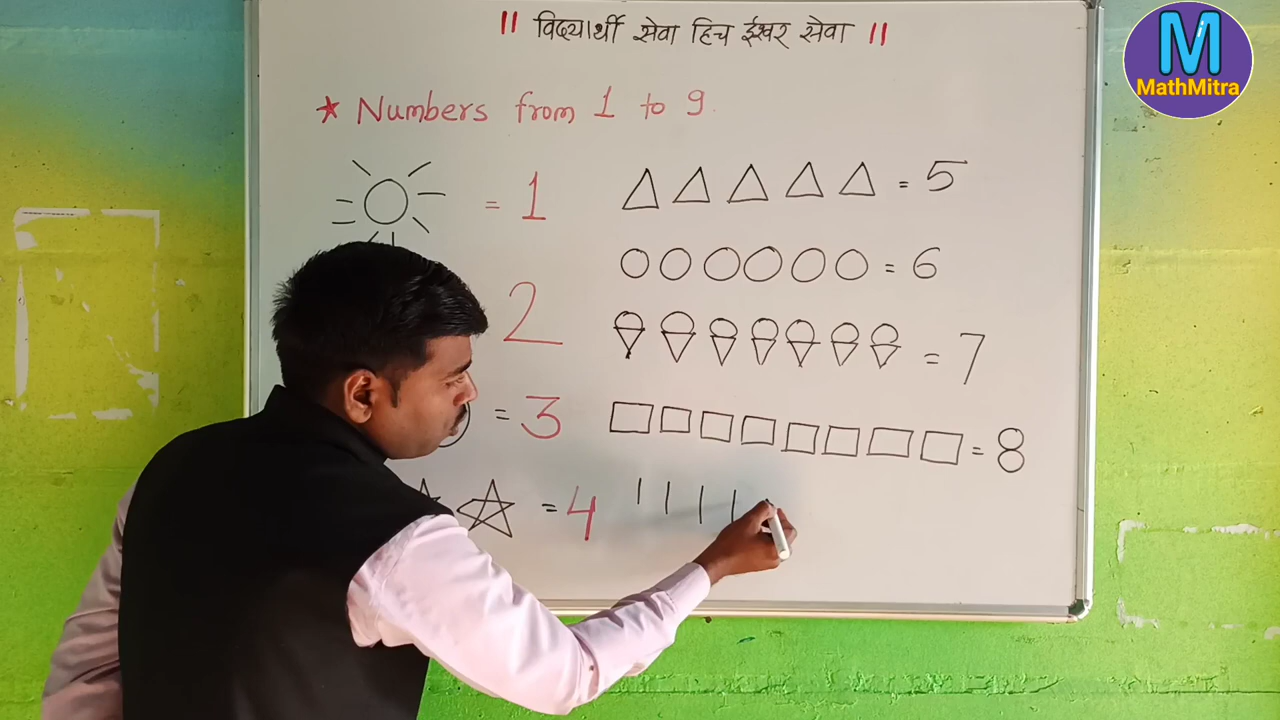 ॥ विद्यार्थी सेवा हिच ईश्वर सेवा ॥
M
MathMitra
★ Numbers from 1 to 9.
= 1
2
= 3
= 4
= 5
= 6
= 7
= 8